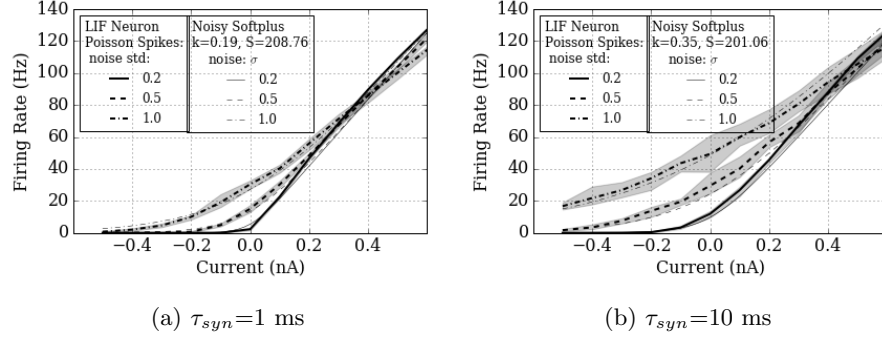 140
120
100
80
60
40
20
0
Firing Rate (Hz)
LIF Neuron
Poisson Spikes:
noise std:
0.2
0.5
1.0
Noisy Softplus
k=0.19, S=208.76
noise: σ
0.2
0.5
1.0
−0.4 −0.2 0.0 0.2 0.4
Current (nA)
(a) τsyn=1 ms
140
120
100
80
60
40
20
0
Firing Rate (Hz)
LIF Neuron
Poisson Spikes:
noise std:
0.2
0.5
1.0
Noisy Softplus
k=0.35, S=201.06
noise: σ
0.2
0.5
1.0
−0.4 −0.2 0.0 0.2 0.4
Current (nA)
(b) τsyn=10 ms